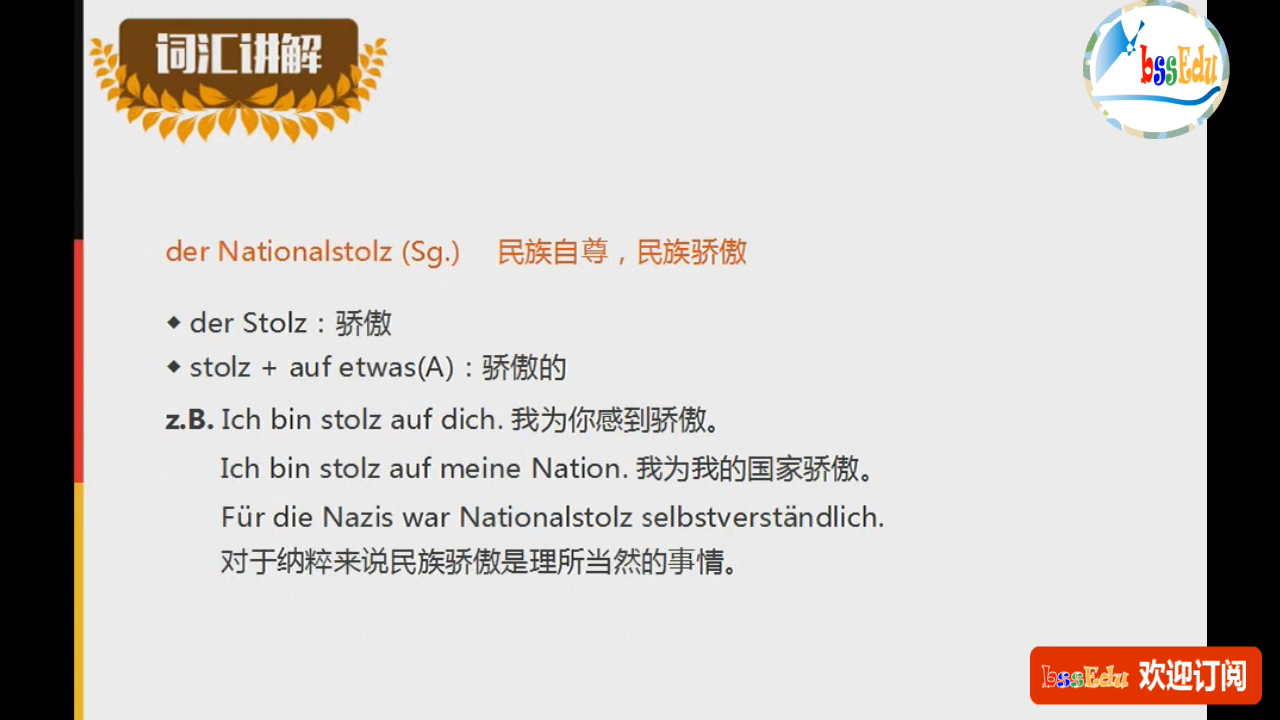 词汇讲解
bssEdu
der Nationalstolz (Sg.) 民族自尊，民族骄傲
◆ der Stolz：骄傲
◆ stolz + auf etwas(A)：骄傲的
z.B. Ich bin stolz auf dich. 我为你感到骄傲。
Ich bin stolz auf meine Nation. 我为我的国家骄傲。
Für die Nazis war Nationalstolz selbstverständlich.
对于纳粹来说民族骄傲是理所当然的事情。
bssEdu 欢迎订阅